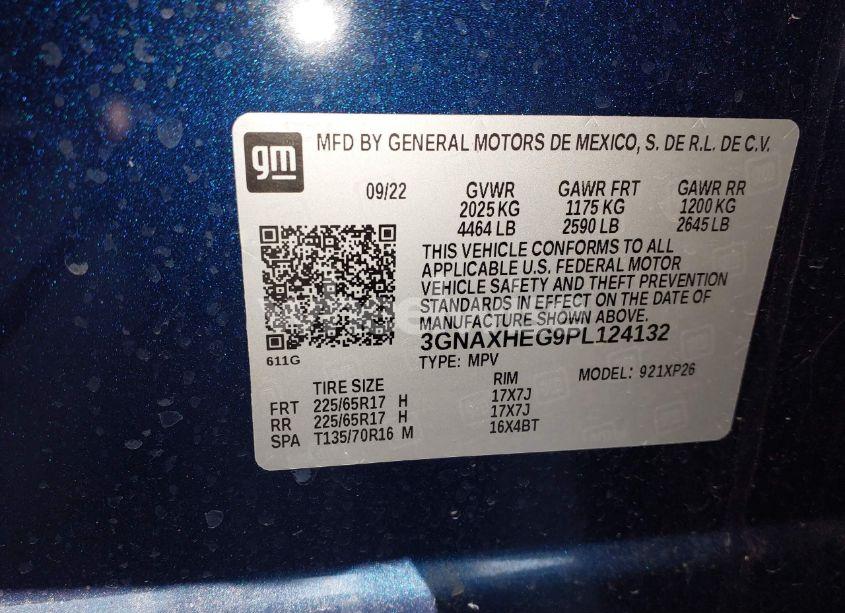 gm MFD BY GENERAL MOTORS DE MEXICO, S. DE R.L. DE C.V.
09/22 GVWR GAWR FRT GAWR RR
2025 KG 1175 KG 1200 KG
4464 LB 2590 LB 2645 LB
THIS VEHICLE CONFORMS TO ALL
APPLICABLE U.S. FEDERAL MOTOR
VEHICLE SAFETY AND THEFT PREVENTION
STANDARDS IN EFFECT ON THE DATE OF
MANUFACTURE SHOWN ABOVE.
3GNAXHEG9PL124132
611G TYPE: MPV MODEL: 921XP26
TIRE SIZE RIM
FRT 225/65R17 H 17X7J
RR 225/65R17 H 17X7J
SPA T135/70R16 M 16X4BT